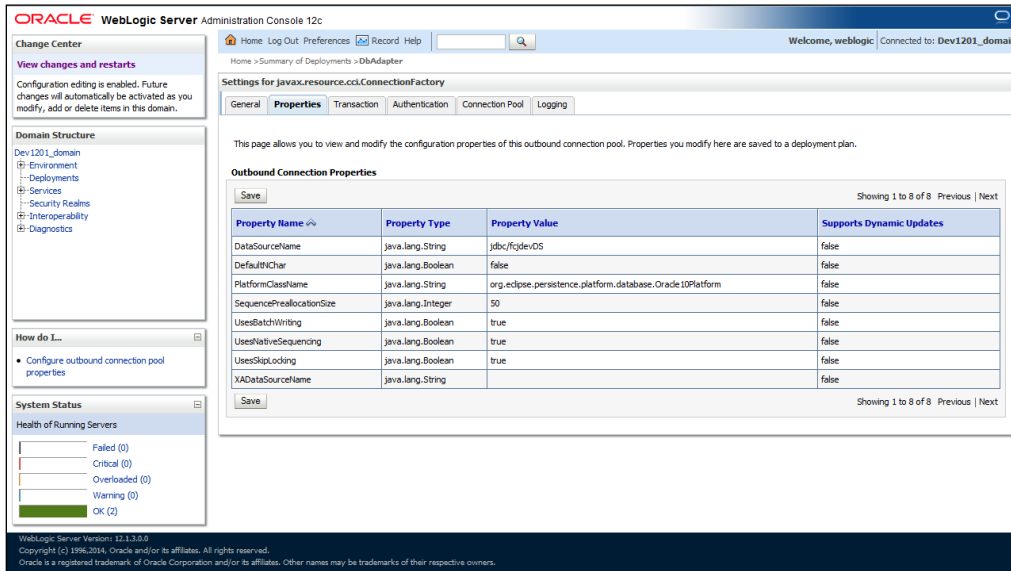 ORACLE WebLogic Server Administration Console 12c
Change Center
View changes and restarts
Configuration editing is enabled. Future
changes will automatically be activated as you
modify, add or delete items in this domain.
Domain Structure
Dev1201_domain
Environment
Deployments
Services
Security Realms
Interoperability
Diagnostics
How do I...
Configure outbound connection pool
properties
System Status
Health of Running Servers
Failed (0)
Critical (0)
Overloaded (0)
Warning (0)
OK (2)
Home Log Out Preferences Record Help
Welcome, weblogic Connected to: Dev1201_domai
Home >Summary of Deployments >DbAdapter
Settings for javax.resource.cci.ConnectionFactory
General Properties Transaction Authentication Connection Pool Logging
This page allows you to view and modify the configuration properties of this outbound connection pool. Properties you modify here are saved to a deployment plan.
Outbound Connection Properties
Save Showing 1 to 8 of 8 Previous | Next
Property Name Property Type Property Value Supports Dynamic Updates
DataSourceName java.lang.String jdbc/fcjdevDS false
DefaultNChar java.lang.Boolean false false
PlatformClassName java.lang.String org.eclipse.persistence.platform.database.Oracle10Platform false
SequencePreallocationSize java.lang.Integer 50 false
UsesBatchWriting java.lang.Boolean true false
UsesNativeSequencing java.lang.Boolean true false
UsesSkipLocking java.lang.Boolean true false
XADataSourceName java.lang.String false
Save Showing 1 to 8 of 8 Previous | Next
WebLogic Server Version: 12.1.3.0.0
Copyright (c) 1996,2014, Oracle and/or its affiliates. All rights reserved.
Oracle is a registered trademark of Oracle Corporation and/or its affiliates. Other names may be trademarks of their respective owners.